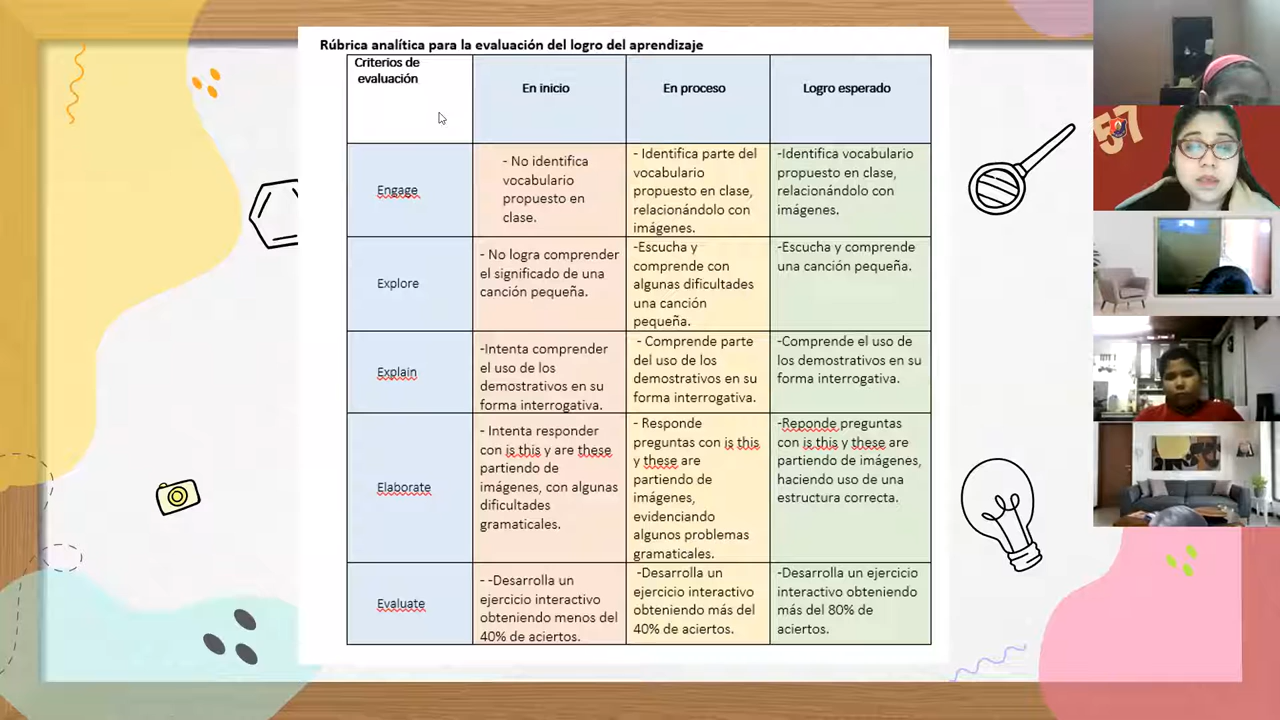 Rúbrica analítica para la evaluación del logro del aprendizaje
Criterios de
evaluación
En inicio
En proceso
Logro esperado
Engage
- No identifica
vocabulario
propuesto en
clase.
- Identifica parte del
vocabulario
propuesto en clase,
relacionándolo con
imágenes.
-Identifica vocabulario
propuesto en clase,
relacionándolo con
imágenes.
Explore
- No logra comprender
el significado de una
canción pequeña.
-Escucha y
comprende con
algunas dificultades
una canción
pequeña.
-Escucha y comprende
una canción pequeña.
Explain
-Intenta comprender
el uso de los
demostrativos en su
forma interrogativa.
- Comprende parte
del uso de los
demostrativos en su
forma interrogativa.
-Comprende el uso de
los demostrativos en su
forma interrogativa.
Elaborate
- Intenta responder
con is this y are these
partiendo de
imágenes, con algunas
dificultades
gramaticales.
- Responde
preguntas con is this
y these are
partiendo de
imágenes,
evidenciando
algunos problemas
gramaticales.
-Reponde preguntas
con is this y these are
partiendo de imágenes,
haciendo uso de una
estructura correcta.
Evaluate
- -Desarrolla un
ejercicio interactivo
obteniendo menos del
40% de aciertos.
-Desarrolla un
ejercicio interactivo
obteniendo más del
40% de aciertos.
-Desarrolla un ejercicio
interactivo obteniendo
más del 80% de
aciertos.
57